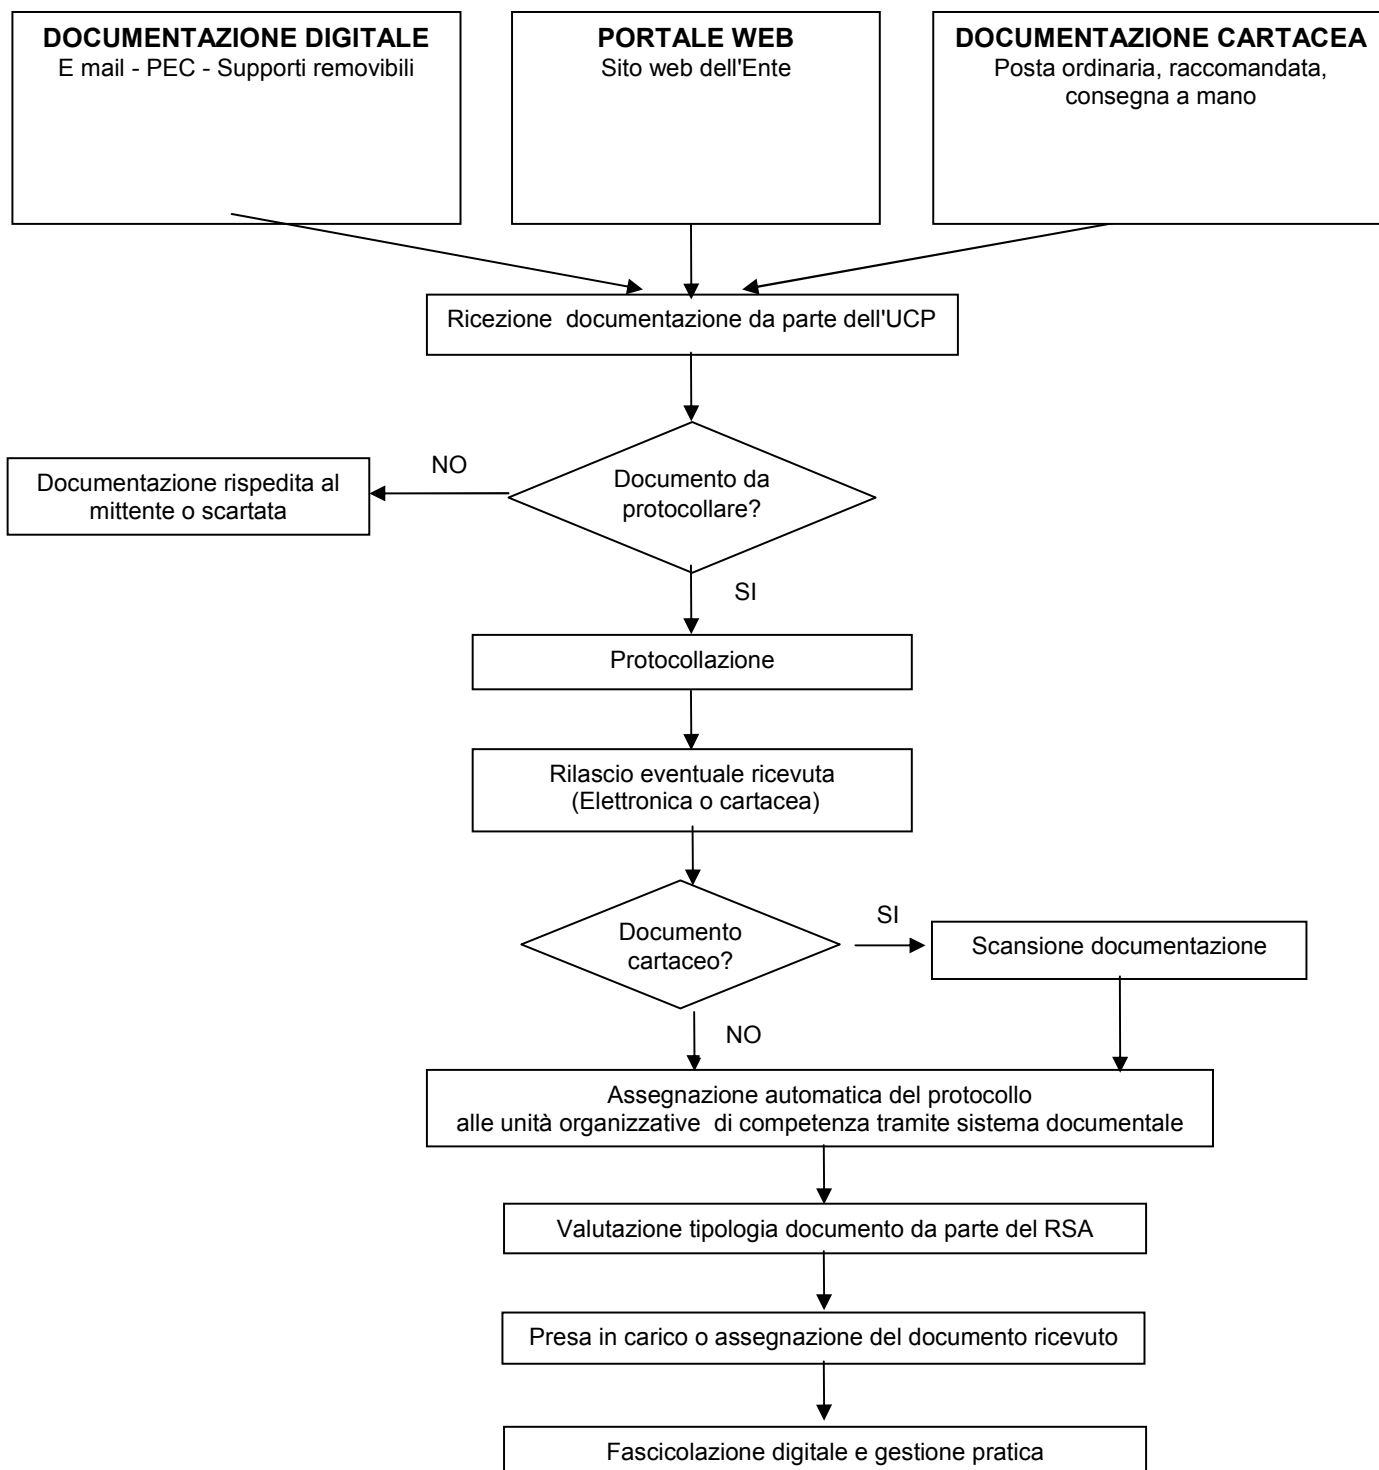 DOCUMENTAZIONE DIGITALE
E mail - PEC - Supporti removibili
PORTALE WEB
Sito web dell'Ente
DOCUMENTAZIONE CARTACEA
Posta ordinaria, raccomandata,
consegna a mano
Ricezione documentazione da parte dell'UCP
NO
Documentazione rispedita al
mittente o scartata
Documento da
protocollare?
SI
Protocollazione
Rilascio eventuale ricevuta
(Elettronica o cartacea)
Documento
cartaceo?
SI
Scansione documentazione
NO
Assegnazione automatica del protocollo
alle unità organizzative di competenza tramite sistema documentale
Valutazione tipologia documento da parte del RSA
Presa in carico o assegnazione del documento ricevuto
Fascicolazione digitale e gestione pratica